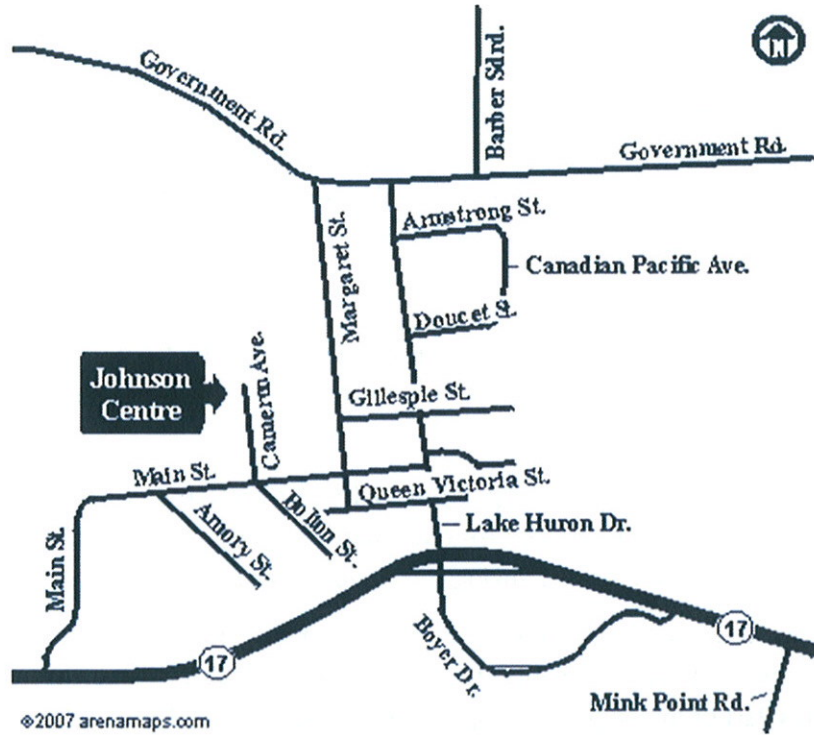 N
Government Rd.
Barber Sdrd.
Government Rd.
Armstrong St.
Margaret St.
Canadian Pacific Ave.
Doucet St.
Johnson
Centre
Cameron Ave.
Gillespie St.
Main St.
Queen Victoria St.
Bolton St.
Amory St.
Lake Huron Dr.
Main St.
17
17
Boyer Dr.
Mink Point Rd.
©2007 arenamaps.com